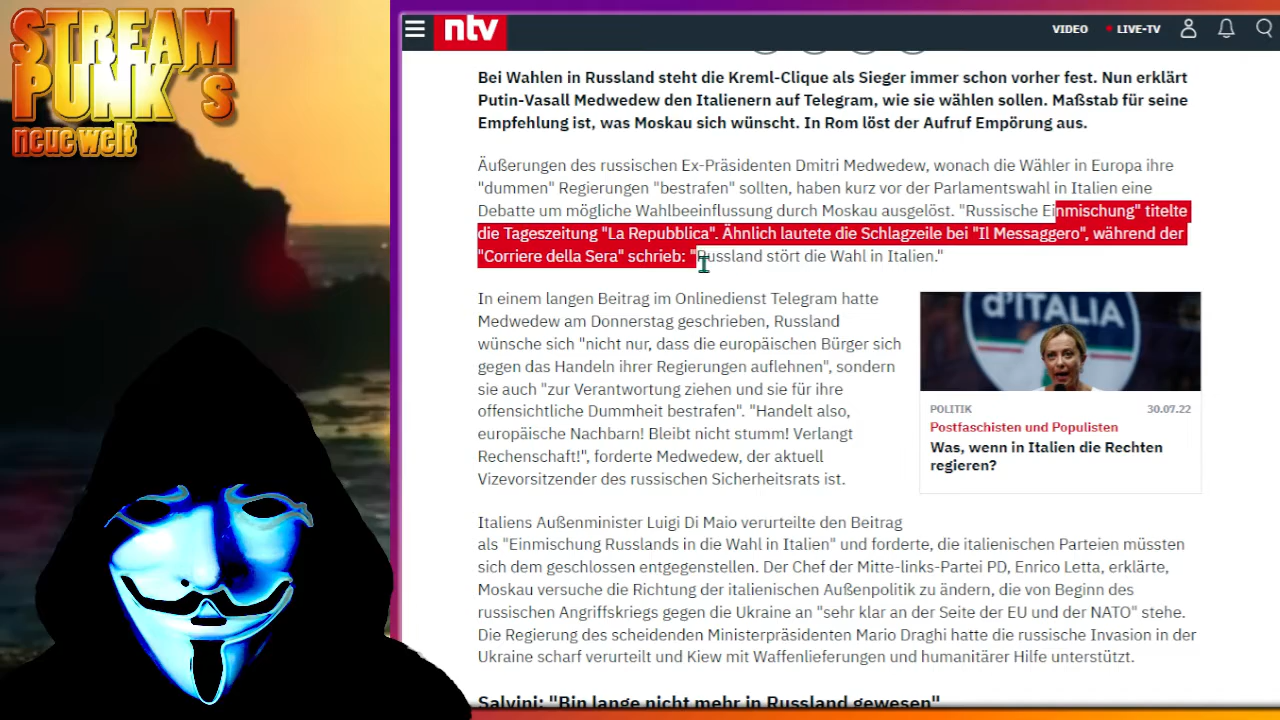 STREAM
PUNK´s
neue welt
ntv
VIDEO
LIVE-TV
Bei Wahlen in Russland steht die Kreml-Clique als Sieger immer schon vorher fest. Nun erklärt
Putin-Vasall Medwedew den Italienern auf Telegram, wie sie wählen sollen. Maßstab für seine
Empfehlung ist, was Moskau sich wünscht. In Rom löst der Aufruf Empörung aus.
Äußerungen des russischen Ex-Präsidenten Dmitri Medwedew, wonach die Wähler in Europa ihre
"dummen" Regierungen "bestrafen" sollten, haben kurz vor der Parlamentswahl in Italien eine
Debatte um mögliche Wahlbeeinflussung durch Moskau ausgelöst. "Russische Einmischung" titelte
die Tageszeitung "La Repubblica". Ähnlich lautete die Schlagzeile bei "Il Messaggero", während der
"Corriere della Sera" schrieb: "Russland stört die Wahl in Italien."
In einem langen Beitrag im Onlinedienst Telegram hatte
Medwedew am Donnerstag geschrieben, Russland
wünsche sich "nicht nur, dass die europäischen Bürger sich
gegen das Handeln ihrer Regierungen auflehnen", sondern
sie auch "zur Verantwortung ziehen und sie für ihre
offensichtliche Dummheit bestrafen". "Handelt also,
europäische Nachbarn! Bleibt nicht stumm! Verlangt
Rechenschaft!", forderte Medwedew, der aktuell
Vizevorsitzender des russischen Sicherheitsrats ist.
d'ITALIA
POLITIK
30.07.22
Postfaschisten und Populisten
Was, wenn in Italien die Rechten
regieren?
Italiens Außenminister Luigi Di Maio verurteilte den Beitrag
als "Einmischung Russlands in die Wahl in Italien" und forderte, die italienischen Parteien müssten
sich dem geschlossen entgegenstellen. Der Chef der Mitte-links-Partei PD, Enrico Letta, erklärte,
Moskau versuche die Richtung der italienischen Außenpolitik zu ändern, die von Beginn des
russischen Angriffskriegs gegen die Ukraine an "sehr klar an der Seite der EU und der NATO" stehe.
Die Regierung des scheidenden Ministerpräsidenten Mario Draghi hatte die russische Invasion in der
Ukraine scharf verurteilt und Kiew mit Waffenlieferungen und humanitärer Hilfe unterstützt.
Salvini: "Bin lange nicht mehr in Russland gewesen"